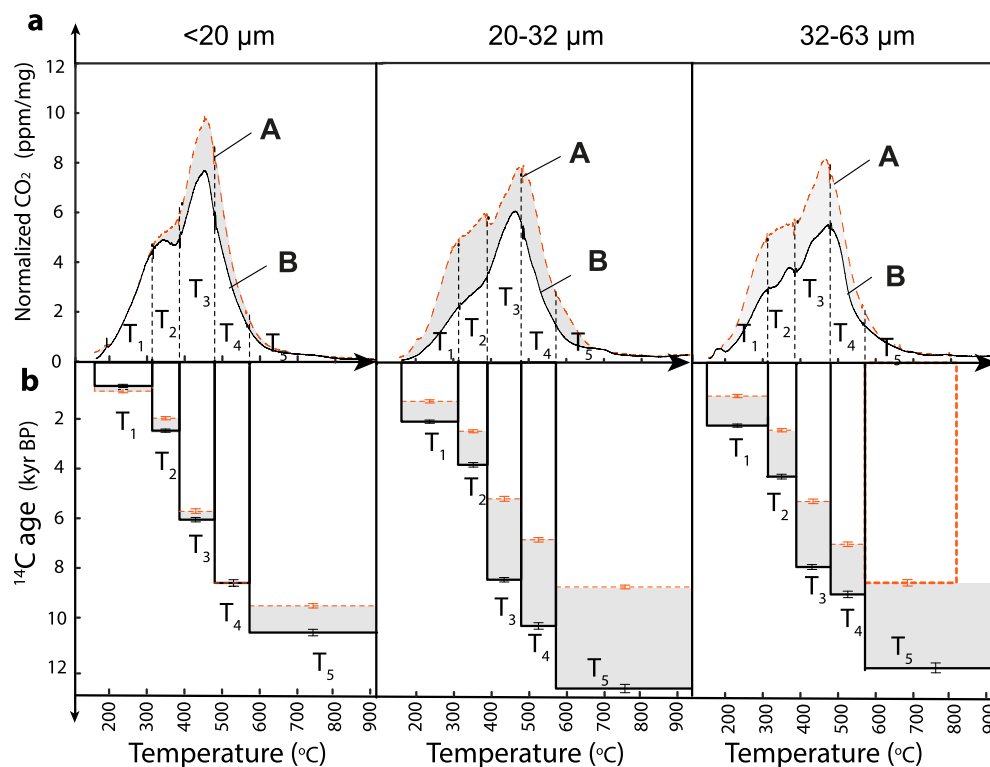 a
<20 µm
20-32 µm
32-63 µm
Normalized CO₂ (ppm/mg)
12
10
8
6
4
2
0
A
B
T₁
T₂
T₃
T₄
T₅
A
B
T₁
T₂
T₃
T₄
T₅
A
B
T₁
T₂
T₃
T₄
T₅
b
¹⁴C age (kyr BP)
2
4
6
8
10
12
T₁
T₂
T₃
T₄
T₅
T₁
T₂
T₃
T₄
T₅
T₁
T₂
T₃
T₄
T₅
200 300 400 500 600 700 800 900
200 300 400 500 600 700 800 900
200 300 400 500 600 700 800 900
Temperature (°C)
Temperature (°C)
Temperature (°C)